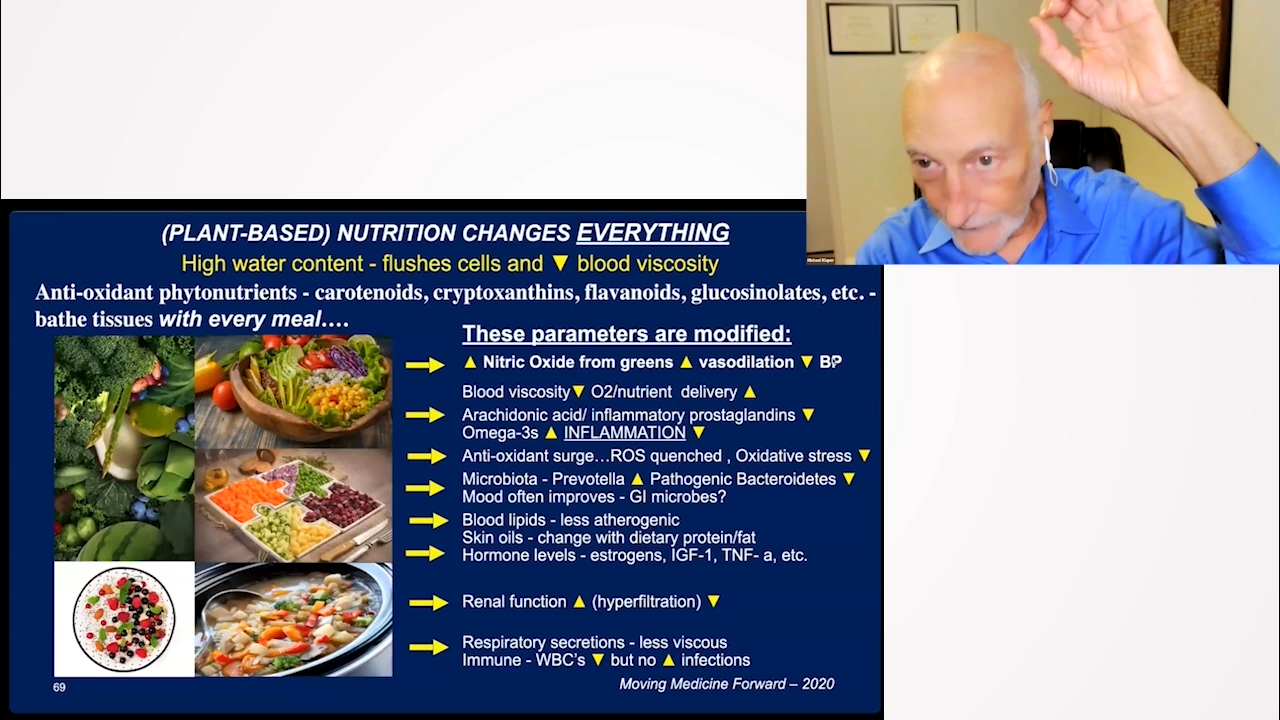 (PLANT-BASED) NUTRITION CHANGES EVERYTHING
High water content - flushes cells and ▼ blood viscosity
Anti-oxidant phytonutrients - carotenoids, cryptoxanthins, flavanoids, glucosinolates, etc. -
bathe tissues with every meal….
These parameters are modified:
▲ Nitric Oxide from greens ▲ vasodilation ▼ BP
Blood viscosity▼ O2/nutrient delivery ▲
Arachidonic acid/ inflammatory prostaglandins ▼
Omega-3s ▲ INFLAMMATION ▼
Anti-oxidant surge…ROS quenched , Oxidative stress ▼
Microbiota - Prevotella ▲ Pathogenic Bacteroidetes ▼
Mood often improves - GI microbes?
Blood lipids - less atherogenic
Skin oils - change with dietary protein/fat
Hormone levels - estrogens, IGF-1, TNF- a, etc.
Renal function ▲ (hyperfiltration) ▼
Respiratory secretions - less viscous
Immune - WBC's ▼ but no ▲ infections
69
Moving Medicine Forward – 2020
Michael Klaper